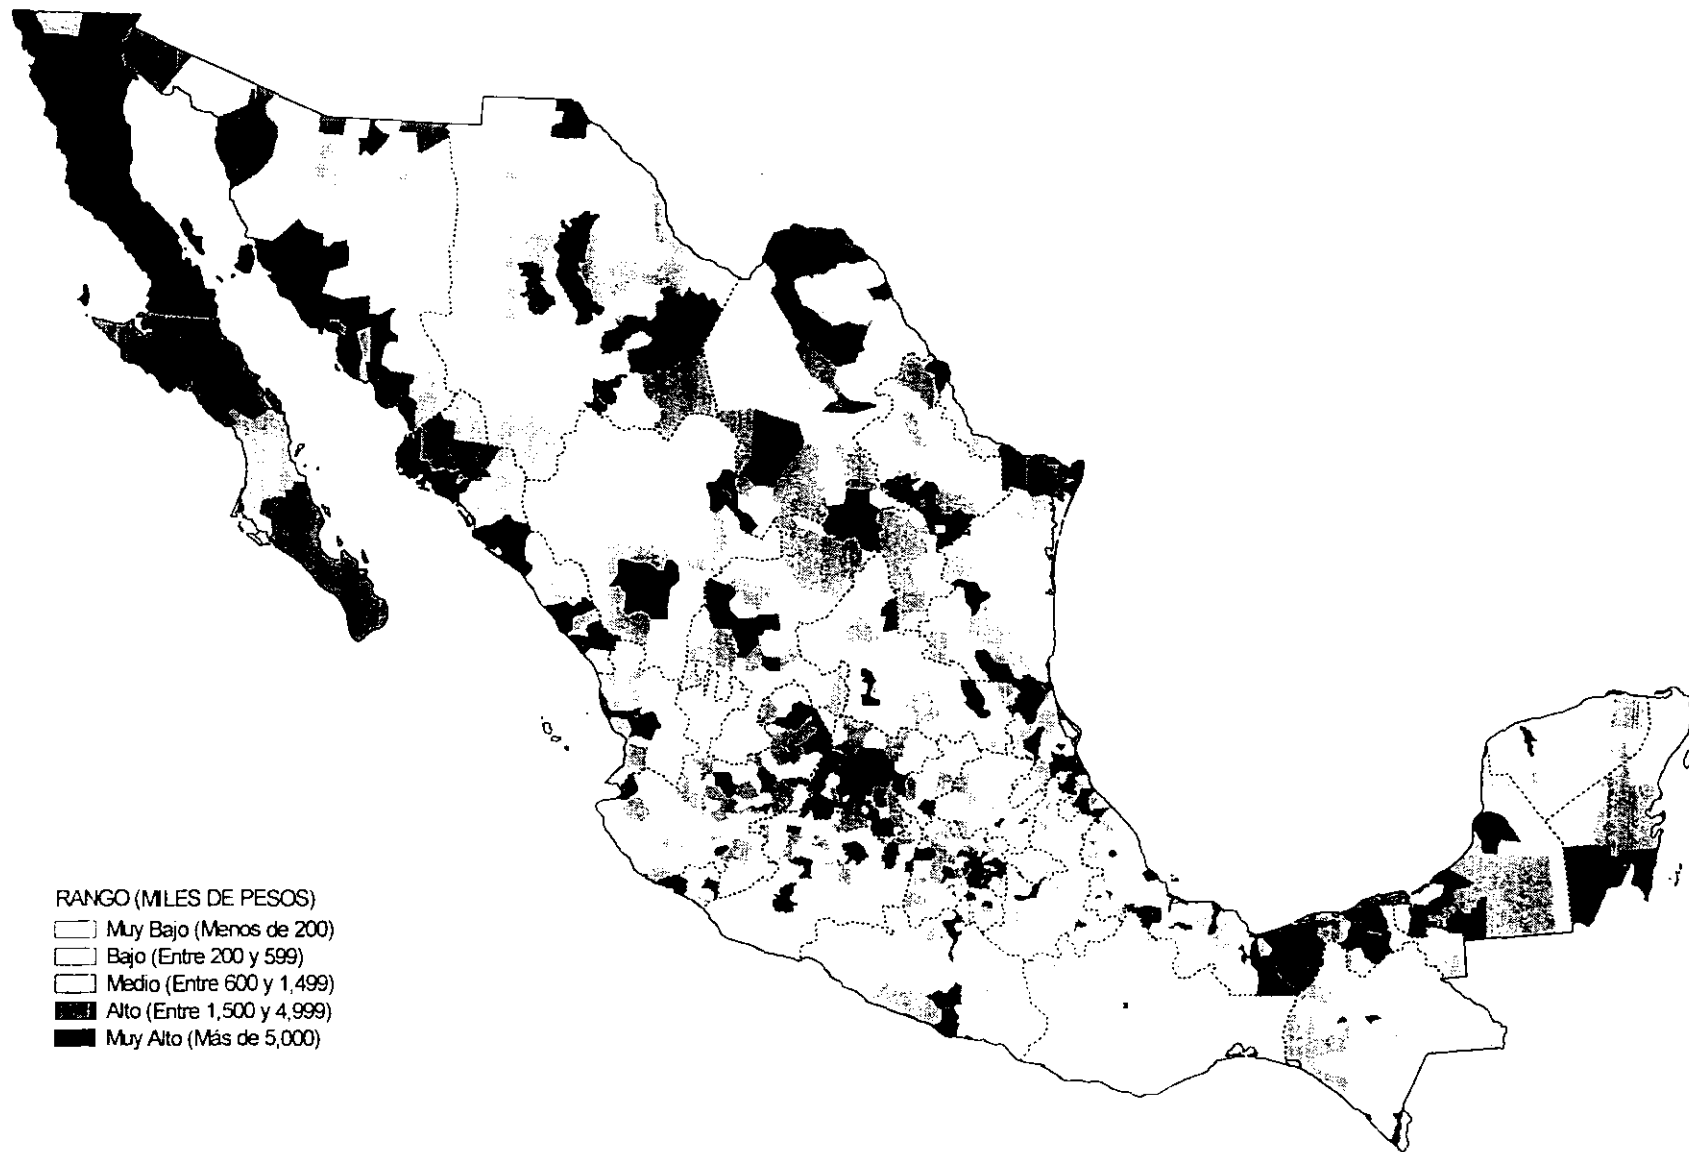 RANGO (MILES DE PESOS)
Muy Bajo (Menos de 200)
Bajo (Entre 200 y 599)
Medio (Entre 600 y 1,499)
Alto (Entre 1,500 y 4,999)
Muy Alto (Más de 5,000)